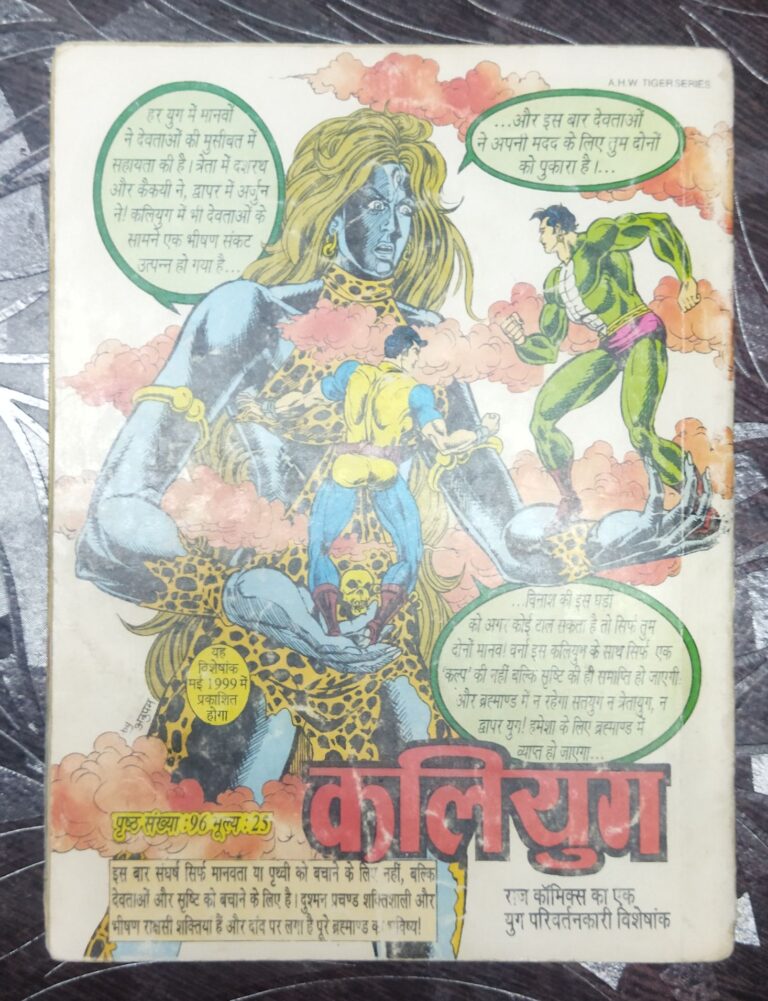 A.H.W. TIGER SERIES
हर युग में मानवों
ने देवताओं की मुसीबत में
सहायता की है। त्रेता में दशरथ
और कैकयी ने, द्वापर में अर्जुन
ने! कलियुग में भी देवताओं के
सामने एक भीषण संकट
उत्पन्न हो गया है...
...और इस बार देवताओं
ने अपनी मदद के लिए तुम दोनों
को पुकारा है।...
...विनाश की इस घड़ी
को अगर कोई टाल सकता है तो सिर्फ तुम
दोनों मानव! वर्ना इस कलियुग के साथ सिर्फ एक
'कल्प' की नहीं बल्कि सृष्टि की ही समाप्ति हो जाएगी
और ब्रह्माण्ड में न रहेगा सतयुग न त्रेतायुग, न
द्वापर युग! हमेशा के लिए ब्रह्माण्ड में
व्याप्त हो जाएगा...
यह
विशेषांक
मई 1999 में
प्रकाशित
होगा
अनुपम
कलियुग
पृष्ठ संख्या :96 मूल्य : 25
इस बार संघर्ष सिर्फ मानवता या पृथ्वी को बचाने के लिए नहीं, बल्कि
देवताओं और सृष्टि को बचाने के लिए है। दुश्मन प्रचण्ड शक्तिशाली और
भीषण राक्षसी शक्तियां हैं और दांव पर लगा है पूरे ब्रह्माण्ड का भविष्य!
राज कॉमिक्स का एक
युग परिवर्तनकारी विशेषांक